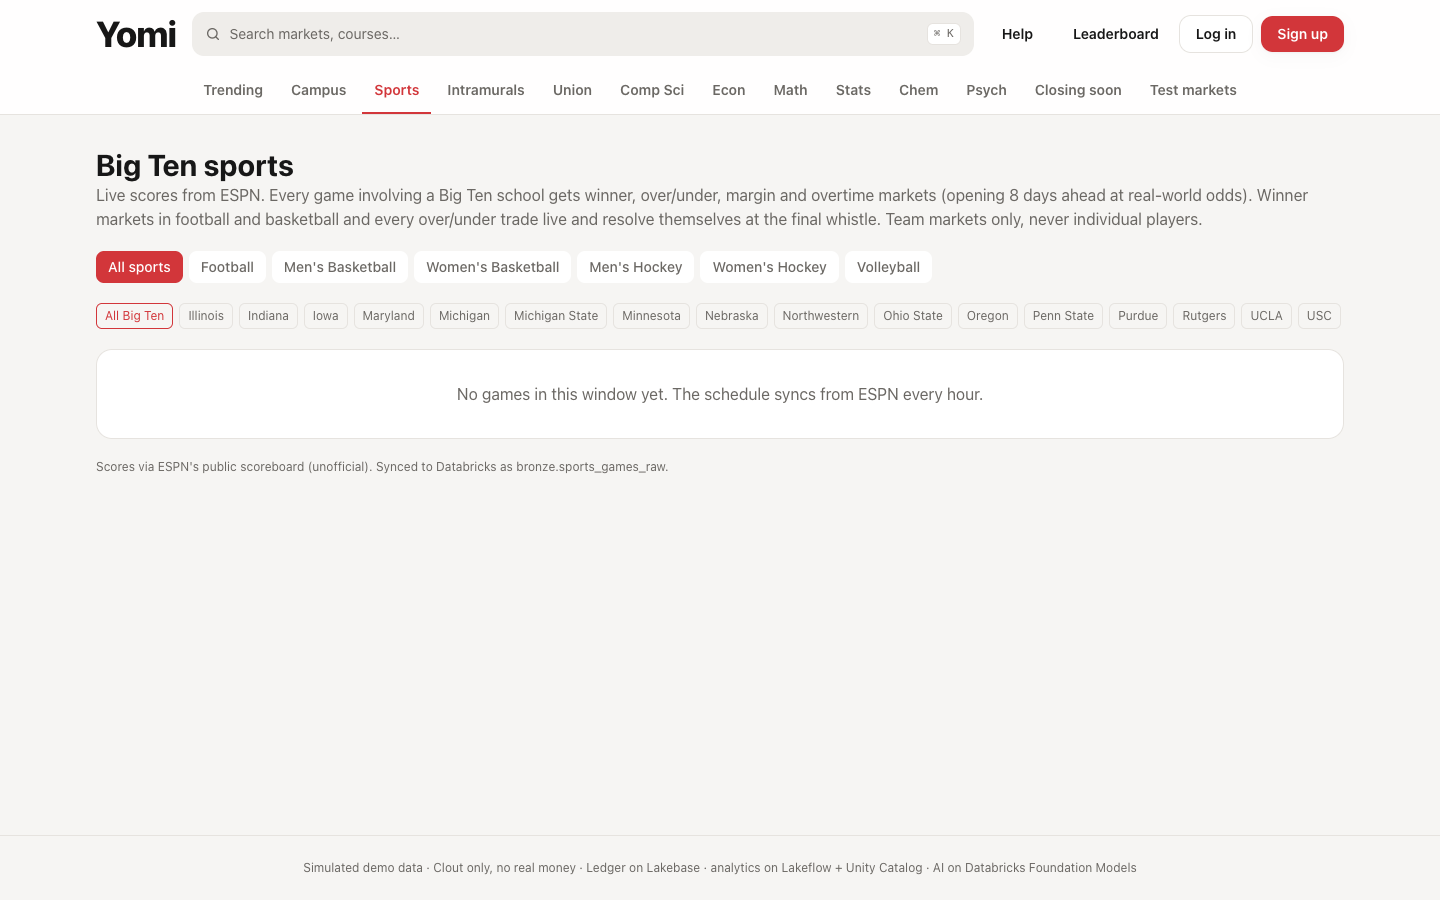 Yomi
Search markets, courses...
⌘ K
Help
Leaderboard
Log in
Sign up
Trending
Campus
Sports
Intramurals
Union
Comp Sci
Econ
Math
Stats
Chem
Psych
Closing soon
Test markets
Big Ten sports
Live scores from ESPN. Every game involving a Big Ten school gets winner, over/under, margin and overtime markets (opening 8 days ahead at real-world odds). Winner
markets in football and basketball and every over/under trade live and resolve themselves at the final whistle. Team markets only, never individual players.
All sports
Football
Men's Basketball
Women's Basketball
Men's Hockey
Women's Hockey
Volleyball
All Big Ten
Illinois
Indiana
Iowa
Maryland
Michigan
Michigan State
Minnesota
Nebraska
Northwestern
Ohio State
Oregon
Penn State
Purdue
Rutgers
UCLA
USC
No games in this window yet. The schedule syncs from ESPN every hour.
Scores via ESPN's public scoreboard (unofficial). Synced to Databricks as bronze.sports_games_raw.
Simulated demo data · Clout only, no real money · Ledger on Lakebase · analytics on Lakeflow + Unity Catalog · AI on Databricks Foundation Models